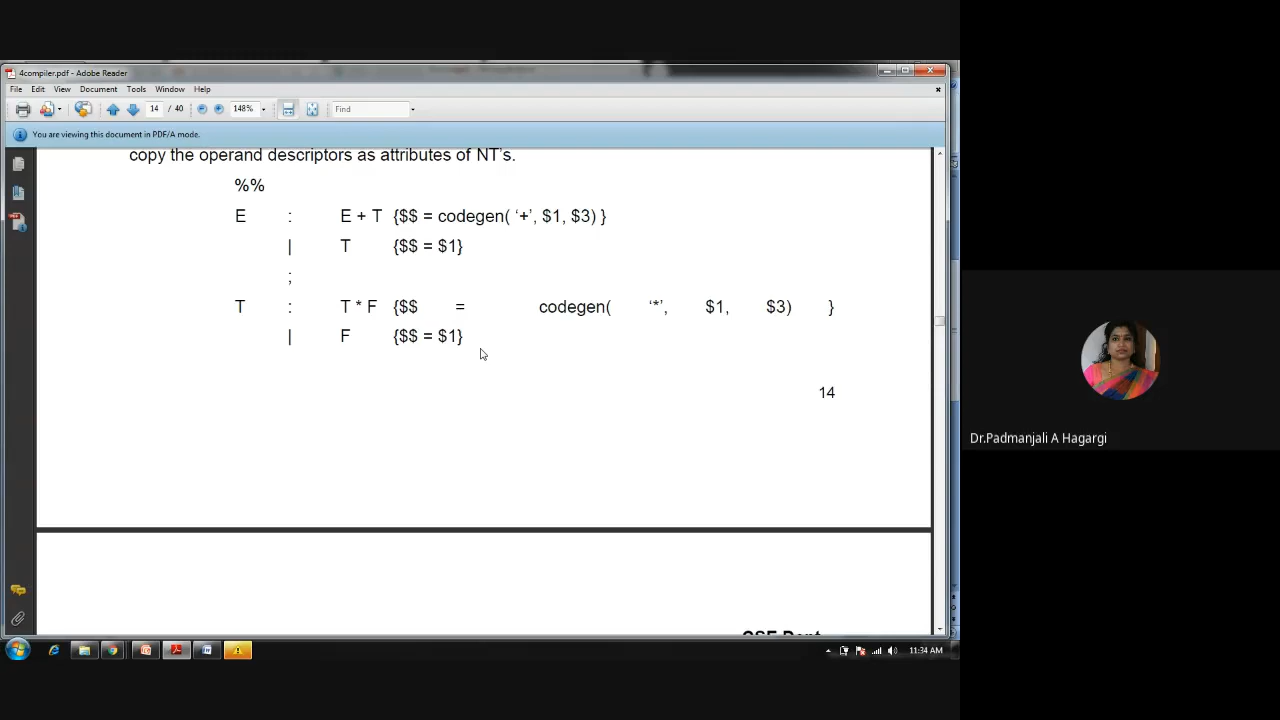 4compiler.pdf - Adobe Reader
File Edit View Document Tools Window Help
14 / 40 148% Find
You are viewing this document in PDF/A mode.
copy the operand descriptors as attributes of NT's.
%%
E : E + T {$$ = codegen( ‘+’, $1, $3) }
| T {$$ = $1}
;
T : T * F {$$ = codegen( ‘*’, $1, $3) }
| F {$$ = $1}
14
Dr.Padmanjali A Hagargi
11:34 AM